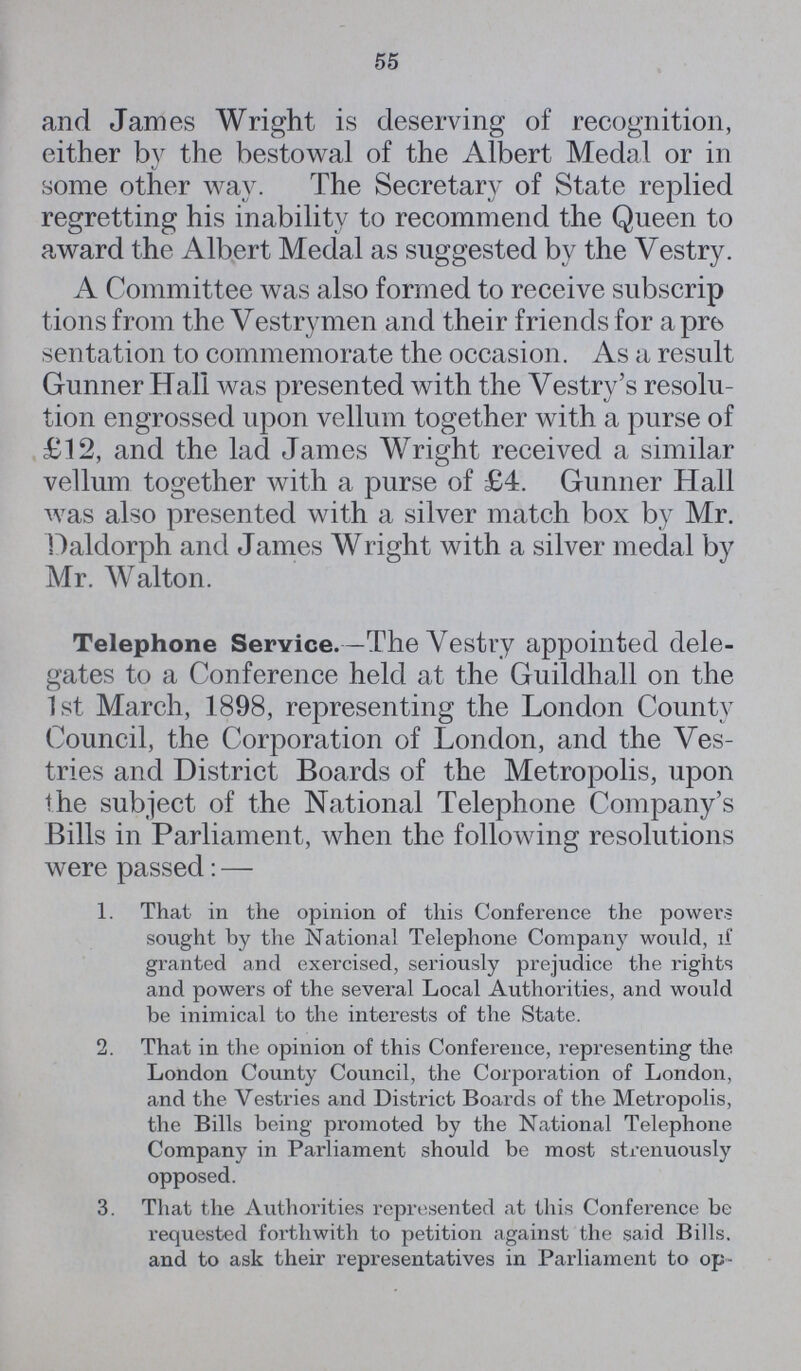 55
and James Wright is deserving of recognition,
either by the bestowal of the Albert Medal or in
some other way. The Secretary of State replied
regretting his inability to recommend the Queen to
award the Albert Medal as suggested by the Vestry.
A Committee was also formed to receive subscrip
tions from the Vestrymen and their friends for a pre
sentation to commemorate the occasion. As a result
Gunner Hall was presented with the Vestry's resolu-
tion engrossed upon vellum together with a purse of
£12, and the lad James Wright received a similar
vellum together with a purse of £4. Gunner Hall
was also presented with a silver match box by Mr.
Daldorph and James Wright with a silver medal by
Mr. Walton.
Telephone Service.—The Vestry appointed dele-
gates to a Conference held at the Guildhall on the
1st March, 1898, representing the London County
Council, the Corporation of London, and the Ves-
tries and District Boards of the Metropolis, upon
the subject of the National Telephone Company's
Bills in Parliament, when the following resolutions
were passed:—
1. That in the opinion of this Conference the powers
sought by the National Telephone Company would, if
granted and exercised, seriously prejudice the rights
and powers of the several Local Authorities, and would
be inimical to the interests of the State.
2. That in the opinion of this Conference, representing the
London County Council, the Corporation of London,
and the Vestries and District Boards of the Metropolis,
the Bills being promoted by the National Telephone
Company in Parliament should be most strenuously
opposed.
3. That the Authorities represented at this Conference be
requested forthwith to petition against the said Bills.
and to ask their representatives in Parliament to op-